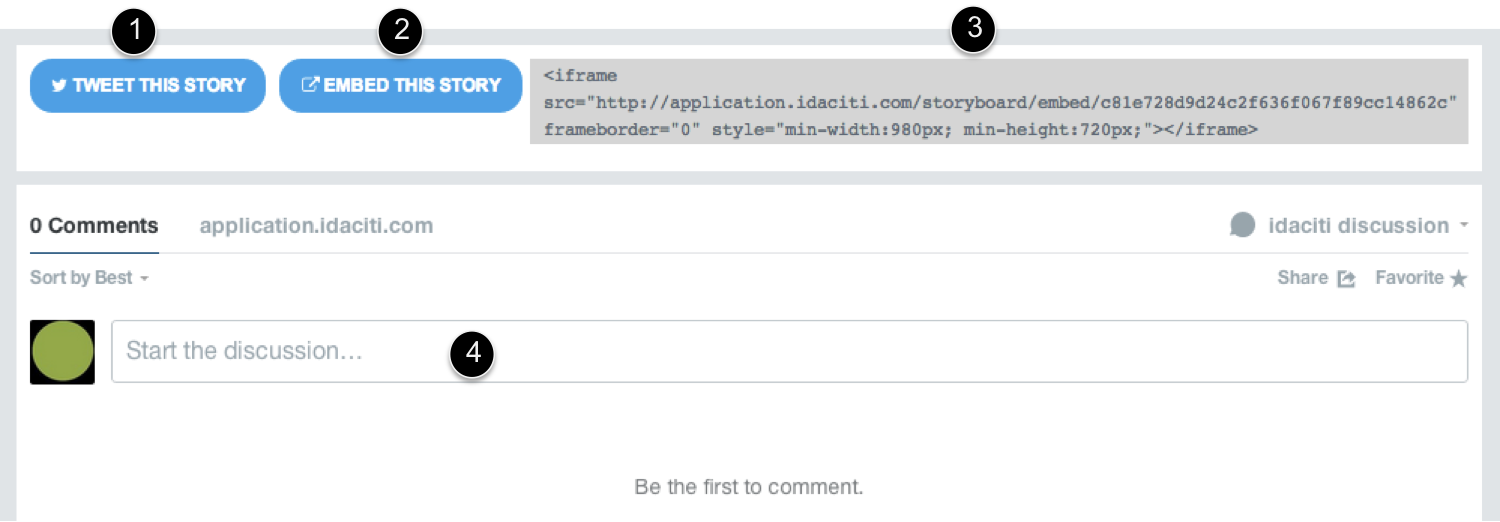 1 2 3
TWEET THIS STORY EMBED THIS STORY
<iframe
src="http://application.idaciti.com/storyboard/embed/c81e728d9d24c2f636f067f89cc14862c"
frameborder="0" style="min-width:980px; min-height:720px;"></iframe>
0 Comments application.idaciti.com idaciti discussion
Sort by Best Share Favorite
Start the discussion… 4
Be the first to comment.